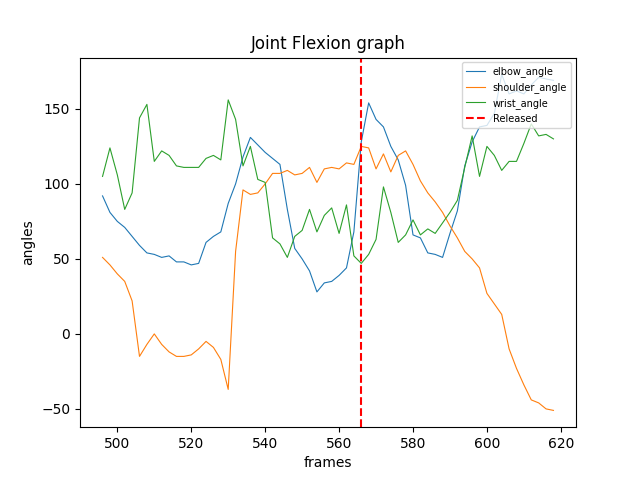 Joint Flexion graph
elbow_angle
shoulder_angle
wrist_angle
Released
150
100
50
0
−50
angles
500
520
540
560
580
600
620
frames